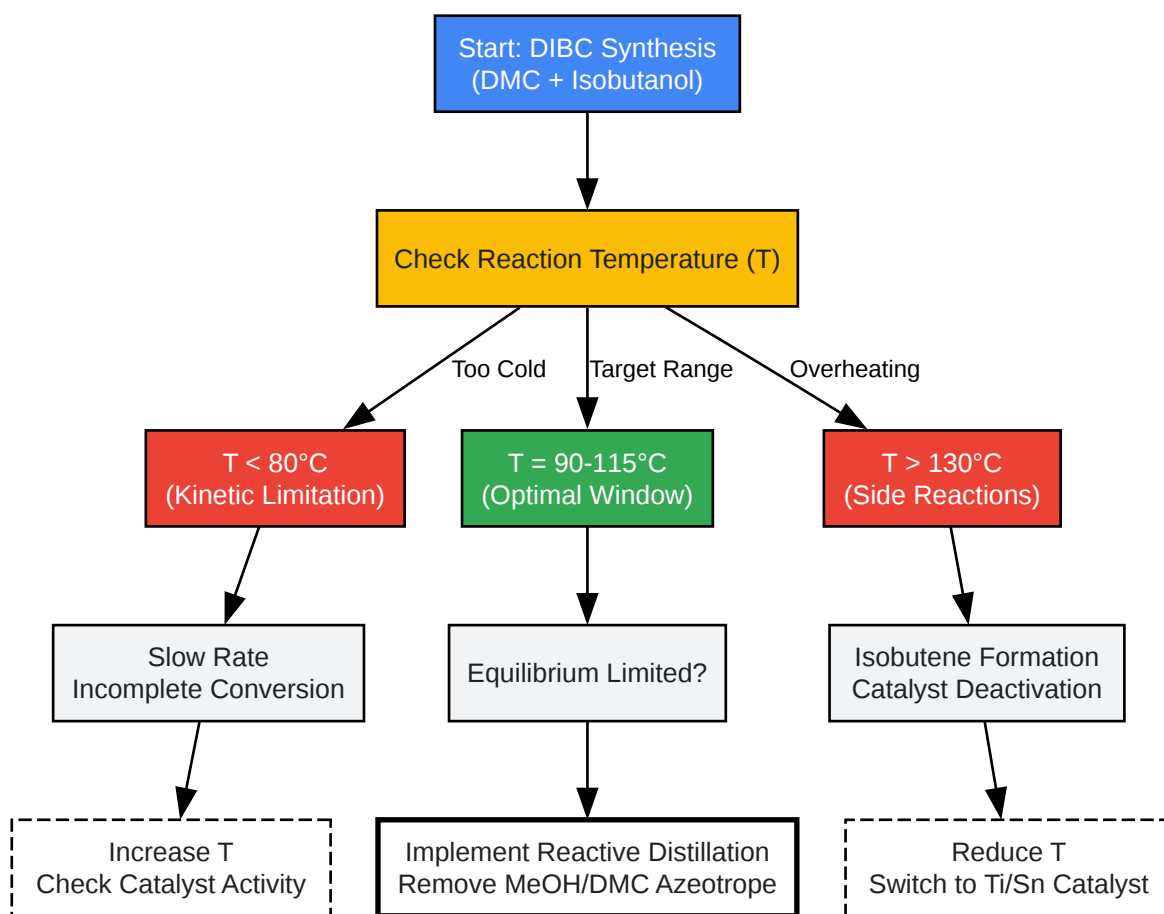 Start: DIBC Synthesis
(DMC + Isobutanol)
Check Reaction Temperature (T)
Too Cold
Target Range
Overheating
T < 80°C
(Kinetic Limitation)
T = 90-115°C
(Optimal Window)
T > 130°C
(Side Reactions)
Slow Rate
Incomplete Conversion
Equilibrium Limited?
Isobutene Formation
Catalyst Deactivation
Increase T
Check Catalyst Activity
Implement Reactive Distillation
Remove MeOH/DMC Azeotrope
Reduce T
Switch to Ti/Sn Catalyst